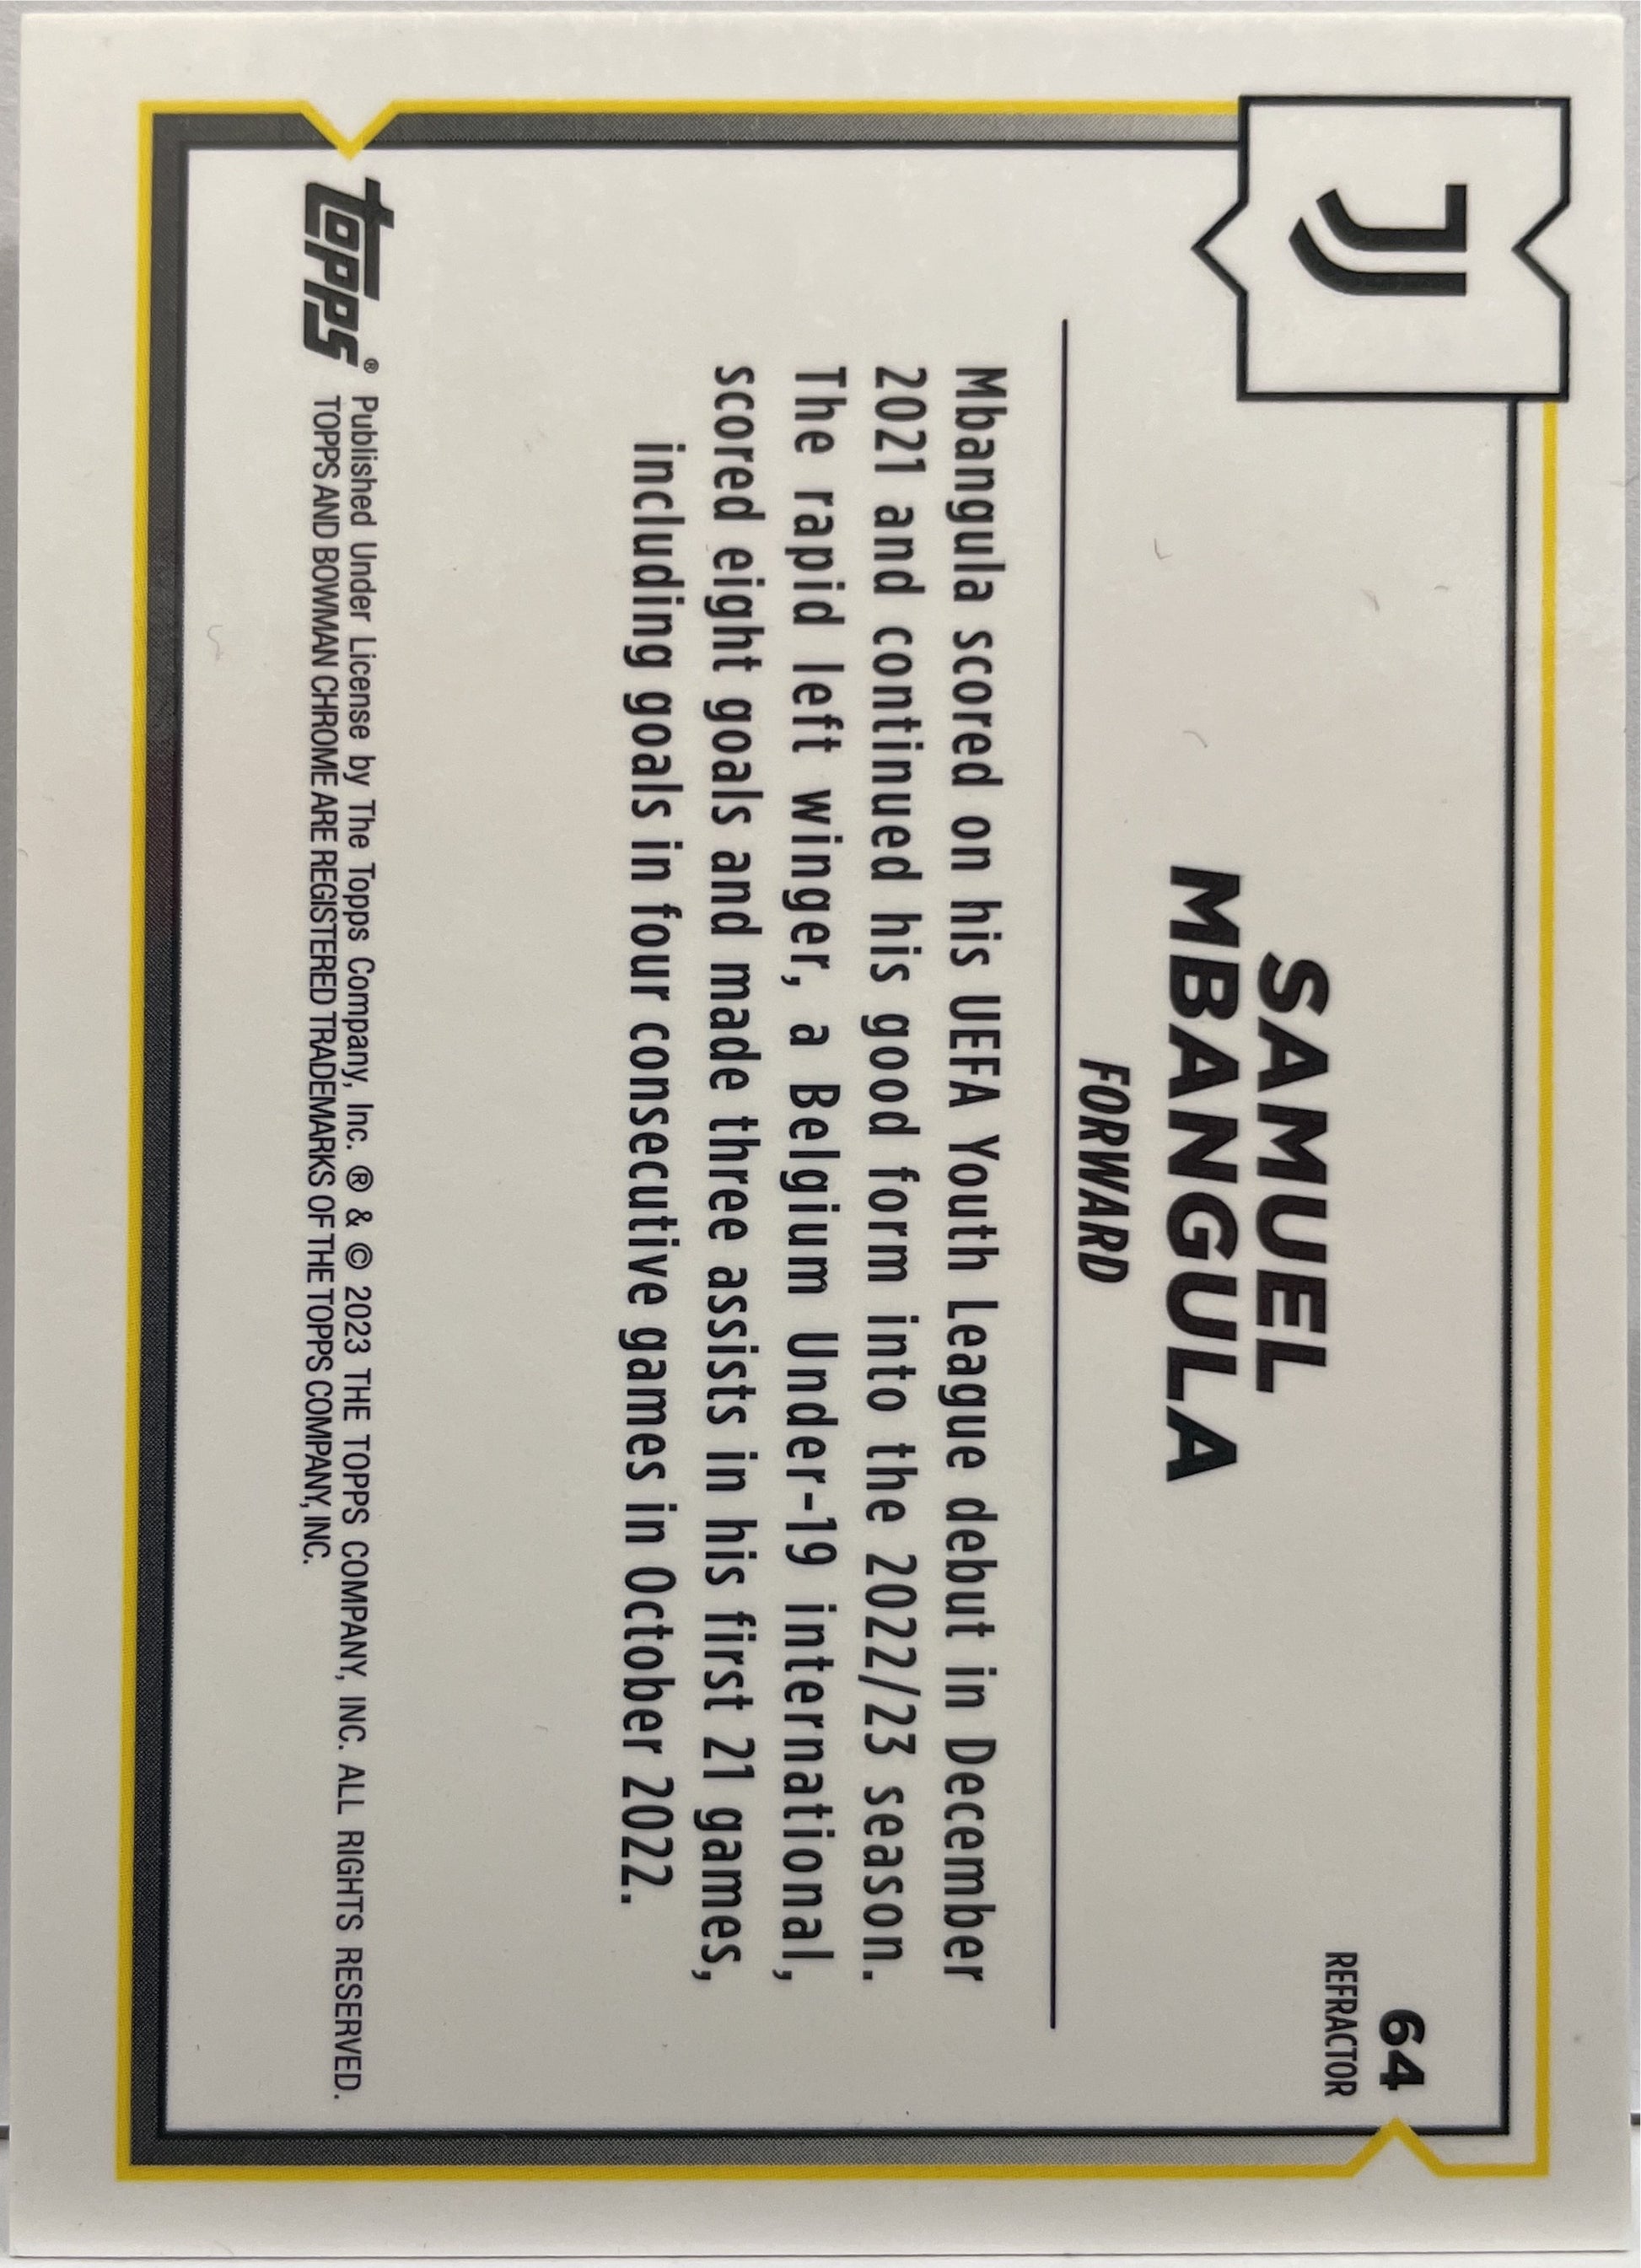 64
REFRACTOR
SAMUEL
MBANGULA
FORWARD
Mbangula scored on his UEFA Youth League debut in December
2021 and continued his good form into the 2022/23 season.
The rapid left winger, a Belgium Under-19 international,
scored eight goals and made three assists in his first 21 games,
including goals in four consecutive games in October 2022.
topps®
Published Under License by The Topps Company, Inc. ® & © 2023 THE TOPPS COMPANY, INC. ALL RIGHTS RESERVED.
TOPPS AND BOWMAN CHROME ARE REGISTERED TRADEMARKS OF THE TOPPS COMPANY, INC.